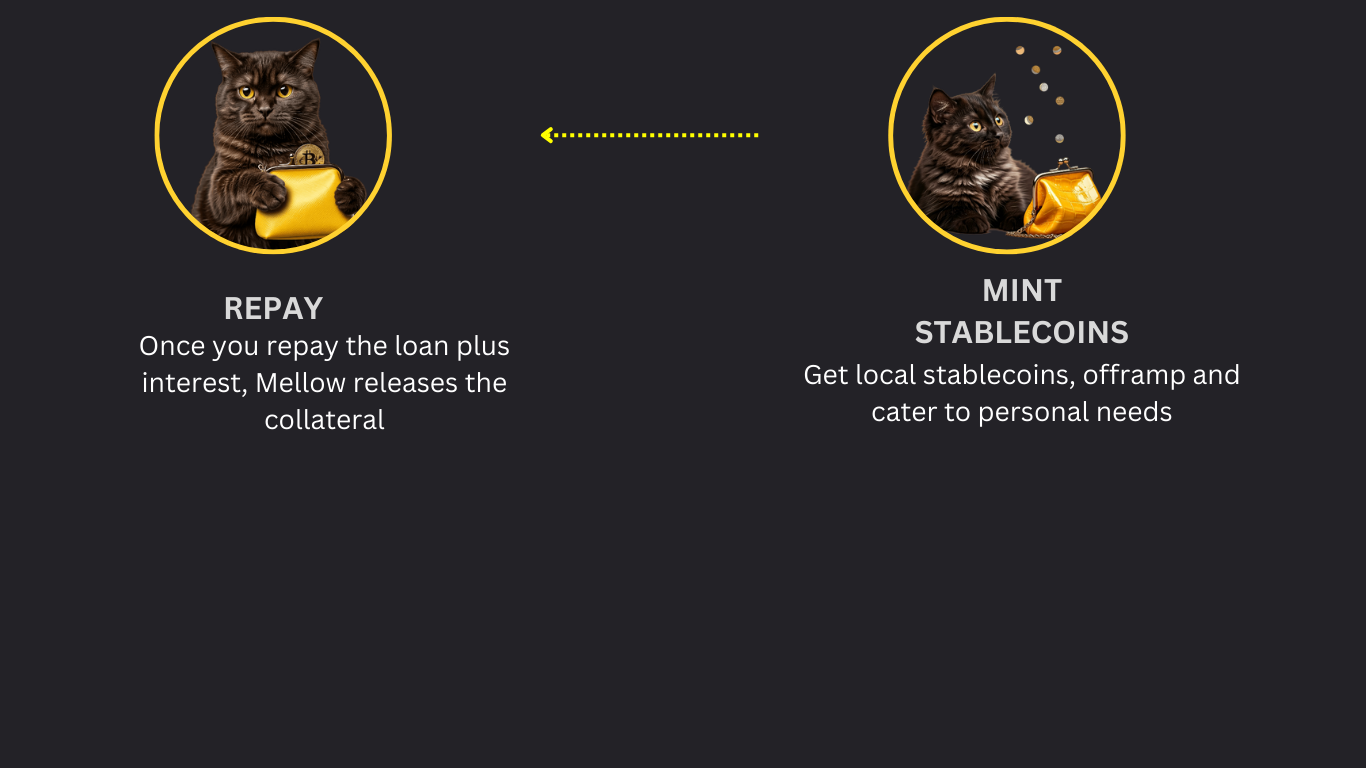 REPAY
Once you repay the loan plus
interest, Mellow releases the
collateral
MINT
STABLECOINS
Get local stablecoins, offramp and
cater to personal needs